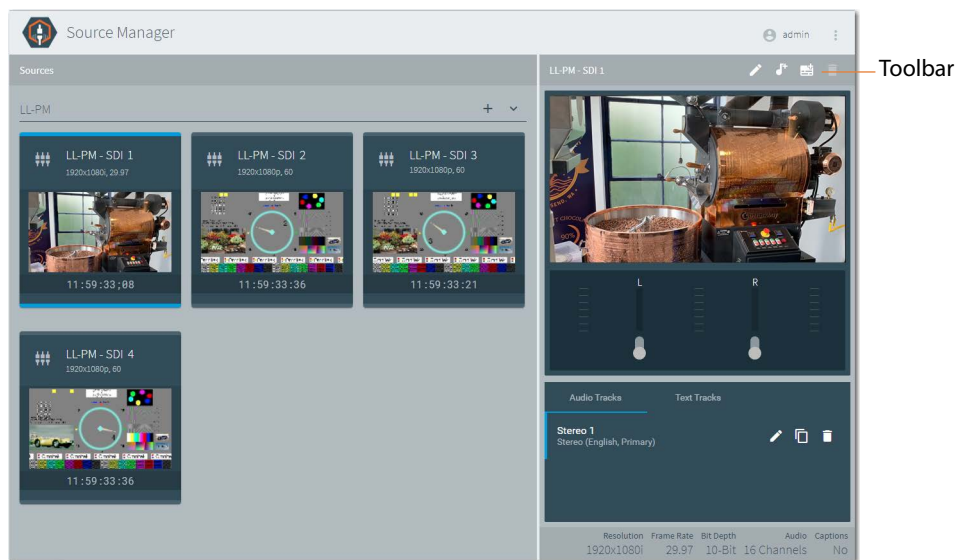 Source Manager
admin
Sources
LL-PM - SDI 1
Toolbar
LL-PM
LL-PM - SDI 1
1920x1080i, 29.97
11:59:33;08
LL-PM - SDI 2
1920x1080p, 60
11:59:33:36
LL-PM - SDI 3
1920x1080p, 60
11:59:33:21
LL-PM - SDI 4
1920x1080p, 60
11:59:33:36
L
R
Audio Tracks
Text Tracks
Stereo 1
Stereo (English, Primary)
Resolution Frame Rate Bit Depth Audio Captions
1920x1080i 29.97 10-Bit 16 Channels No